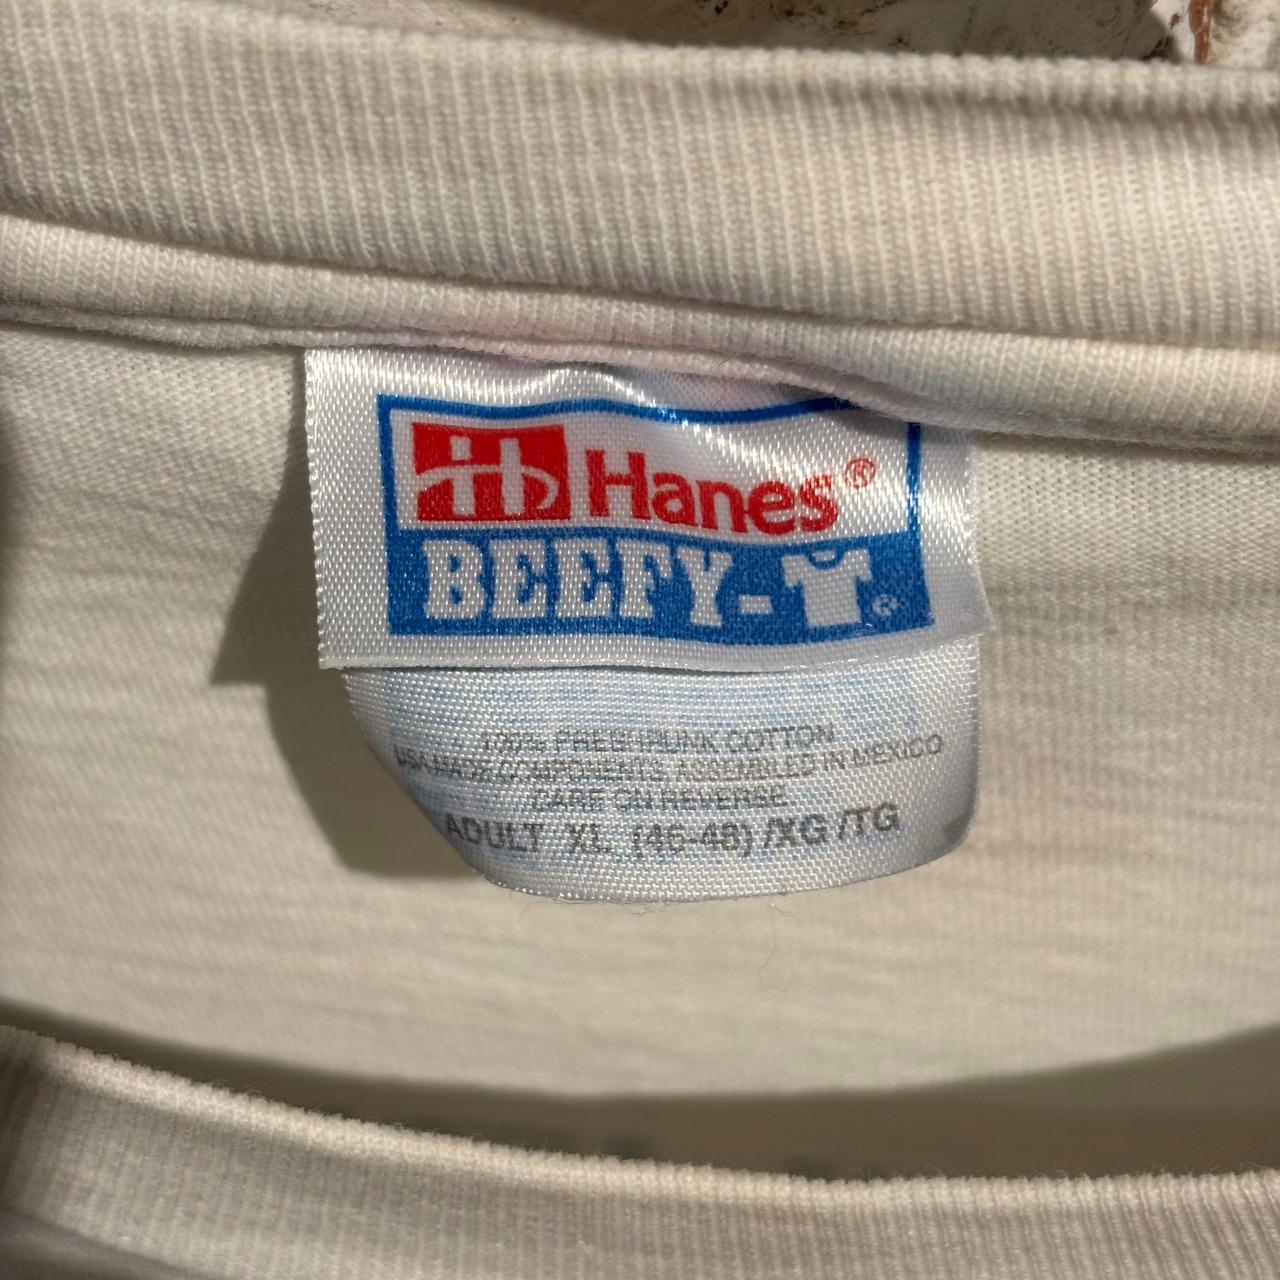 Hanes®
BEEFY-T®
100% PRESHRUNK COTTON
USA MADE COMPONENTS ASSEMBLED IN MEXICO
CARE ON REVERSE
ADULT XL (46-48) /XG /TG